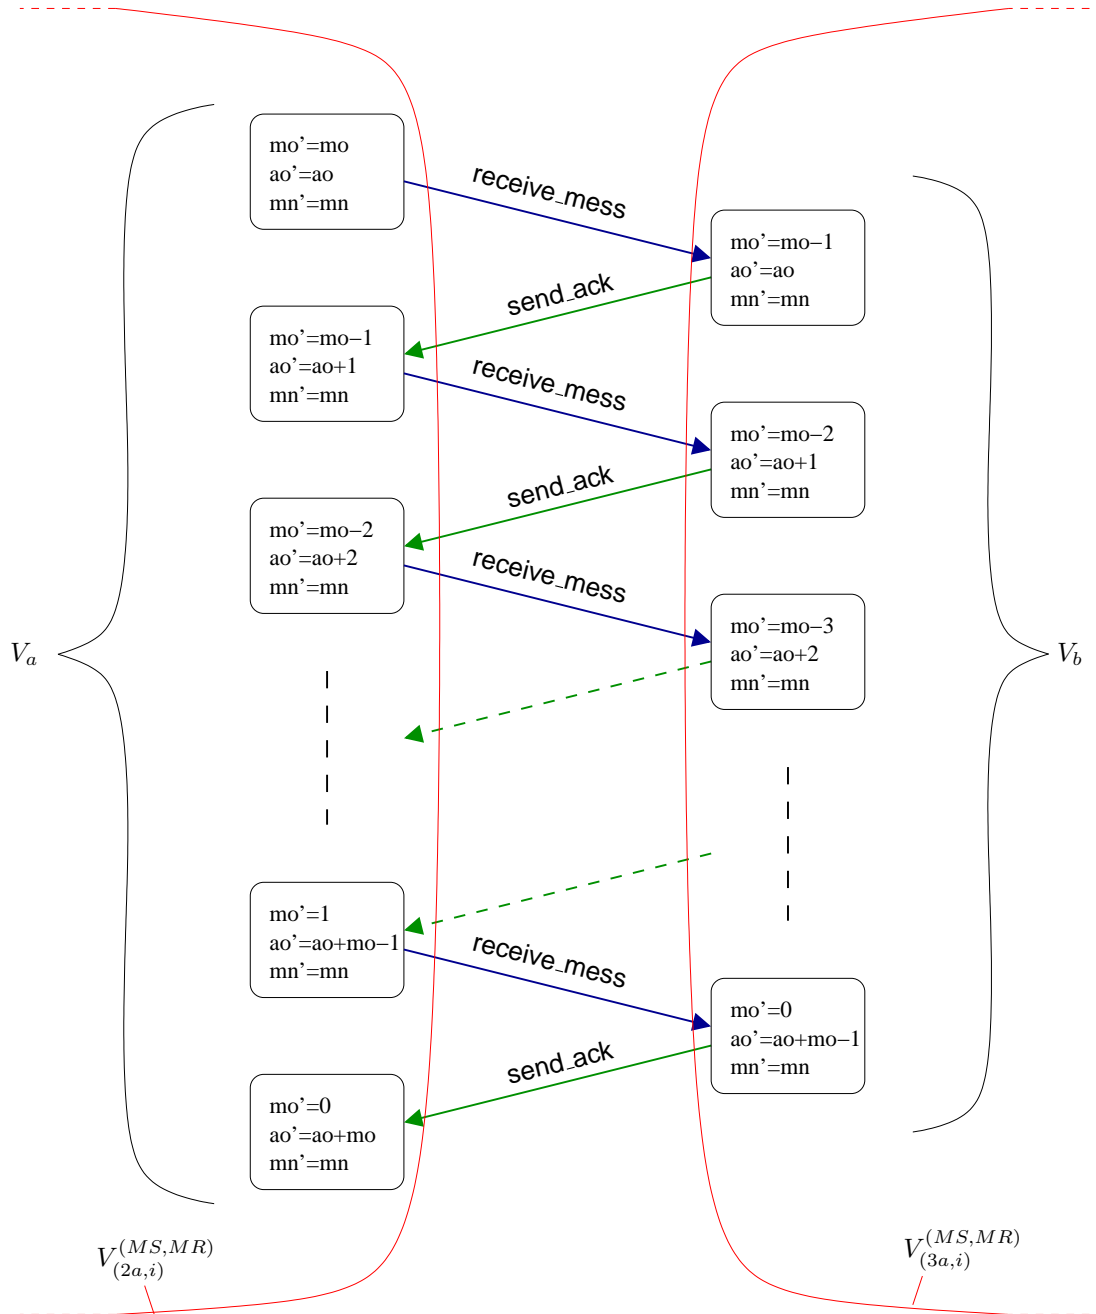 mo’=mo
ao’=ao
mn’=mn
receive_mess
mo’=mo−1
ao’=ao
mn’=mn
send_ack
mo’=mo−1
ao’=ao+1
mn’=mn
receive_mess
mo’=mo−2
ao’=ao+1
mn’=mn
send_ack
mo’=mo−2
ao’=ao+2
mn’=mn
receive_mess
mo’=mo−3
ao’=ao+2
mn’=mn
V_a
V_b
mo’=1
ao’=ao+mo−1
mn’=mn
receive_mess
mo’=0
ao’=ao+mo−1
mn’=mn
send_ack
mo’=0
ao’=ao+mo
mn’=mn
V_{(2a,i)}^{(MS,MR)}
V_{(3a,i)}^{(MS,MR)}